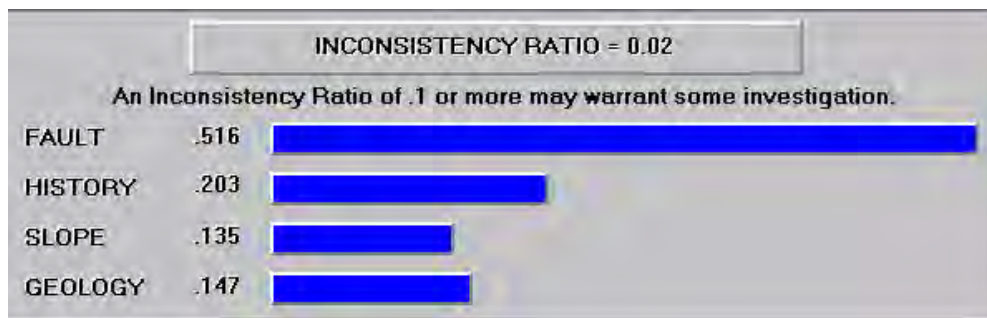 INCONSISTENCY RATIO = 0.02
An Inconsistency Ratio of .1 or more may warrant some investigation.
FAULT .516
HISTORY .203
SLOPE .135
GEOLOGY .147